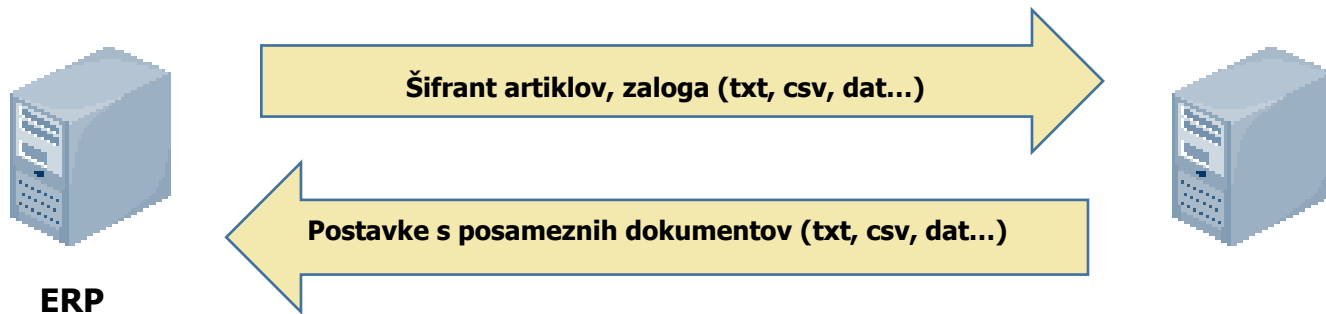 Šifrant artiklov, zaloga (txt, csv, dat...)
Postavke s posameznih dokumentov (txt, csv, dat...)
ERP